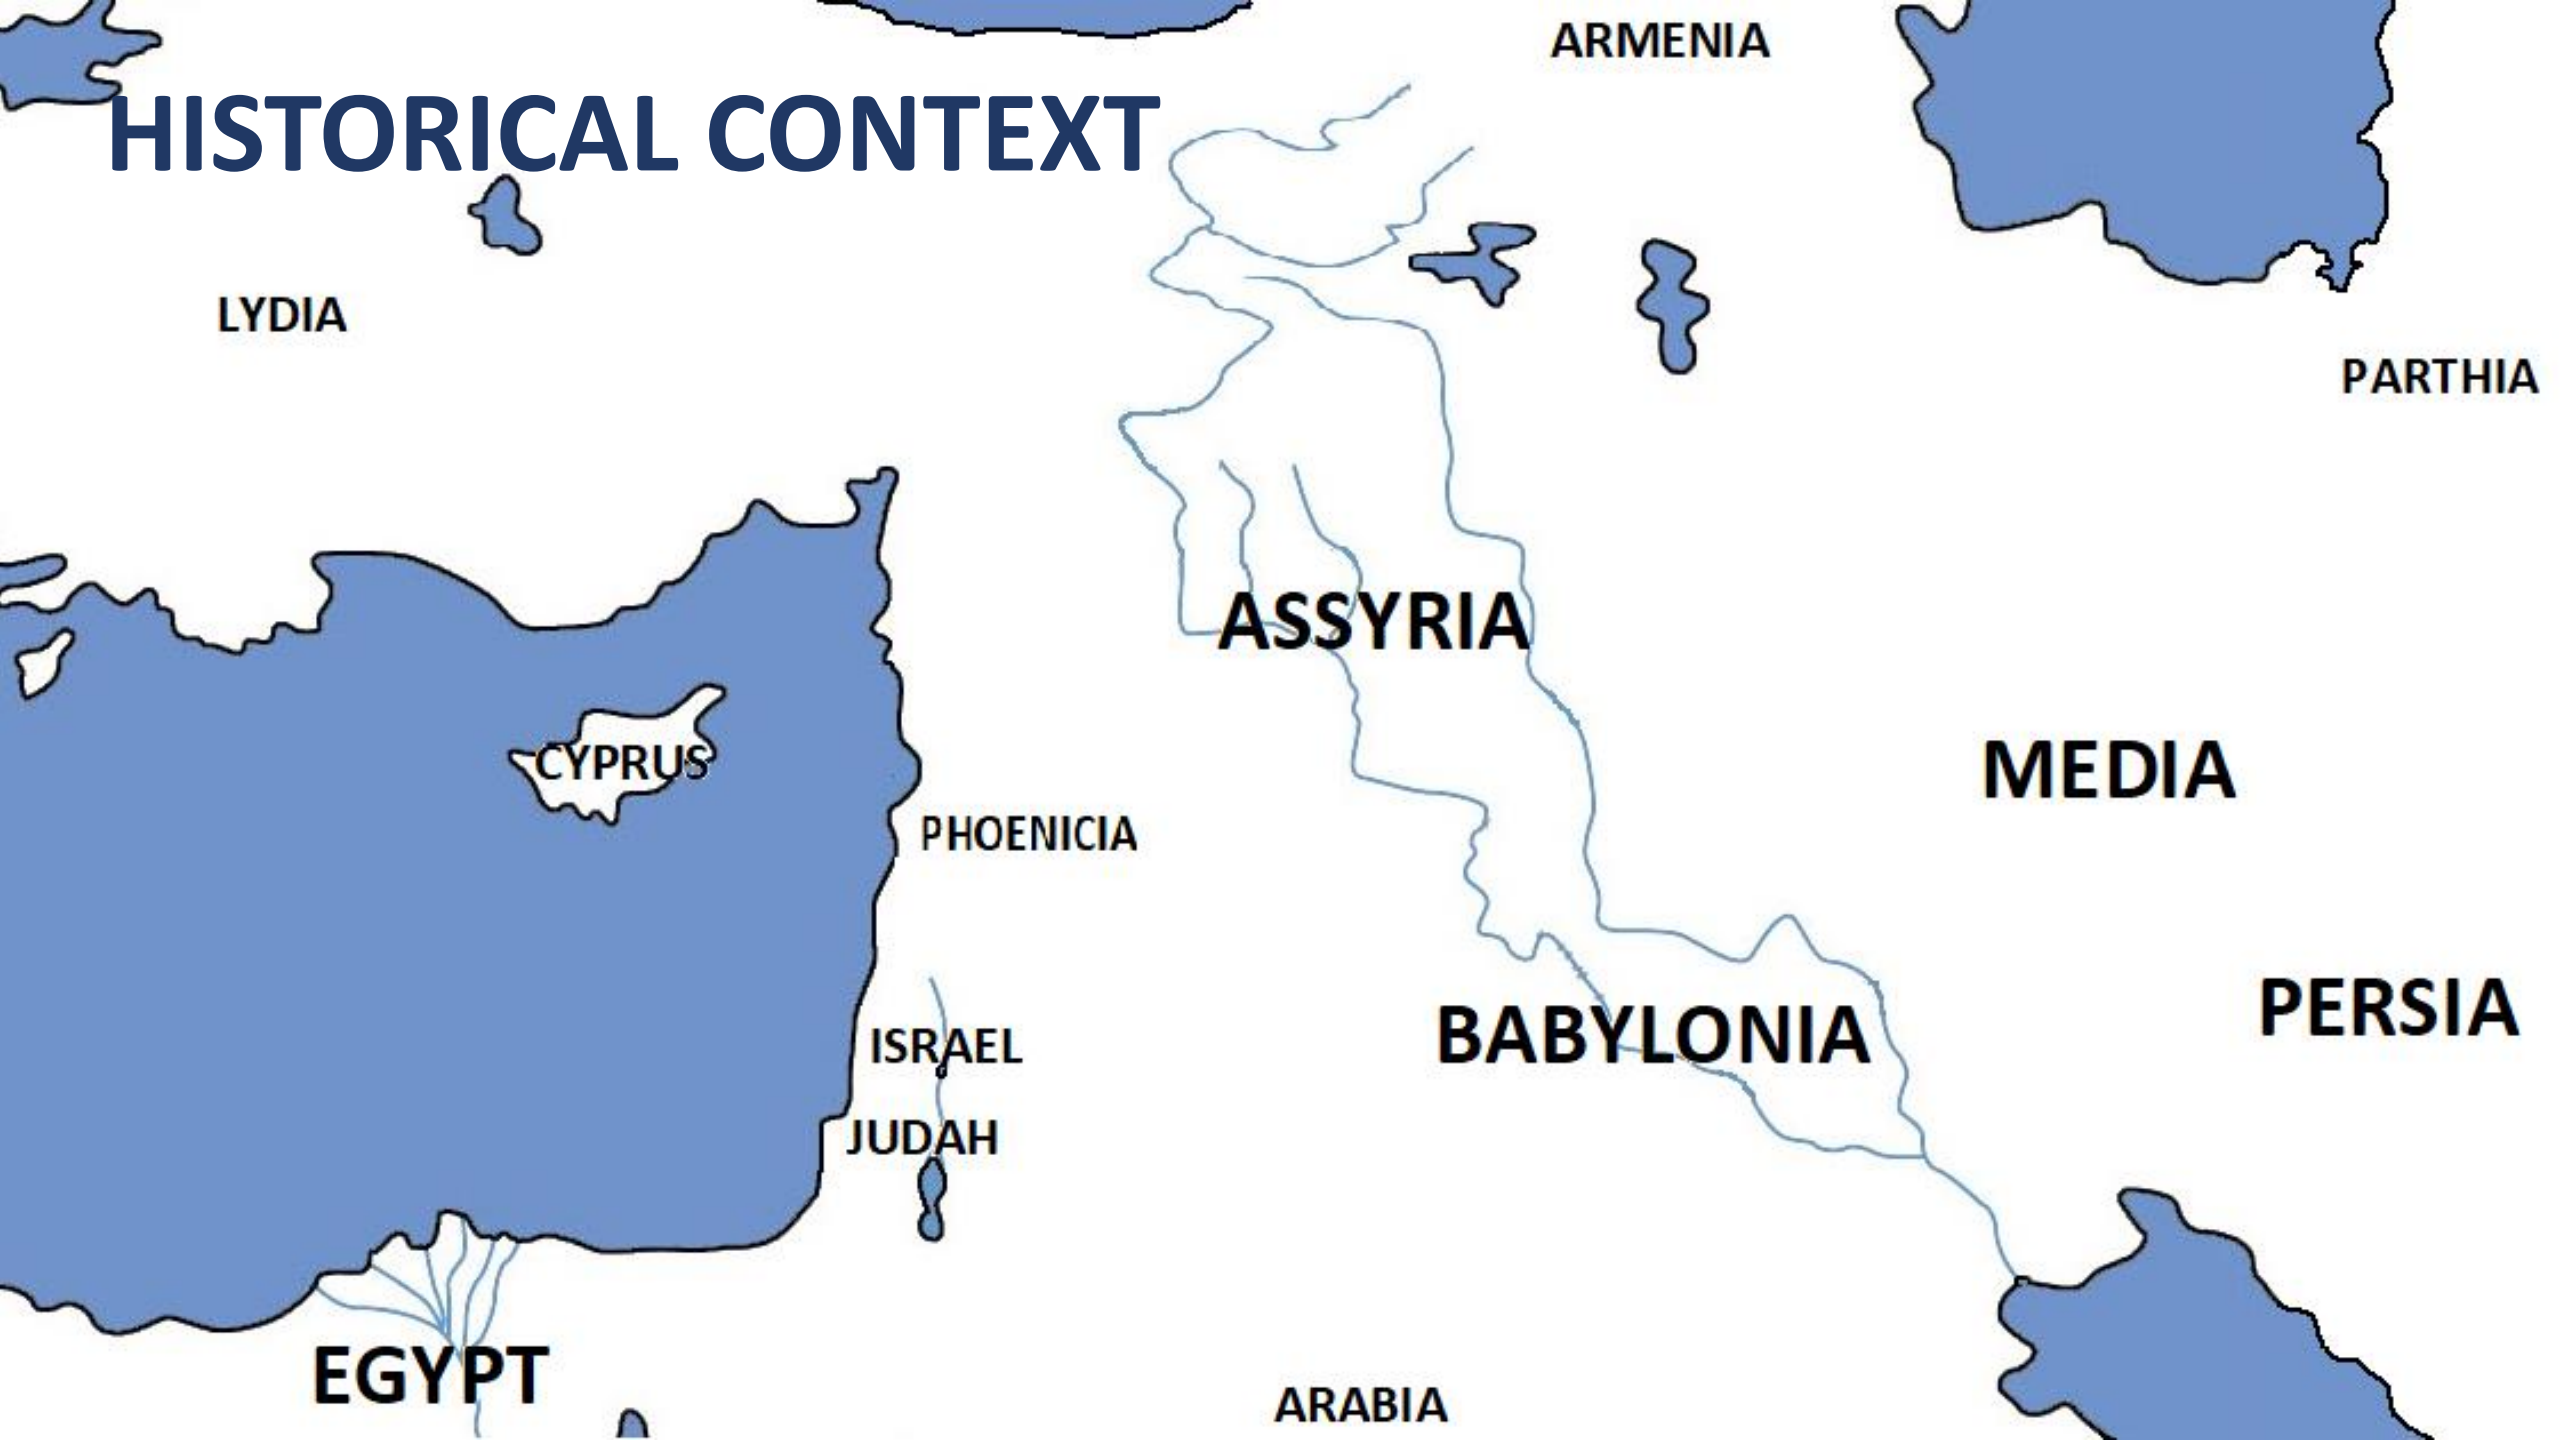 ARMENIA
HISTORICAL CONTEXT
LYDIA
PARTHIA
ASSYRIA
CYPRUS
MEDIA
PHOENICIA
PERSIA
BABYLONIA
ISRAEL
JUDAH
EGYPT
ARABIA